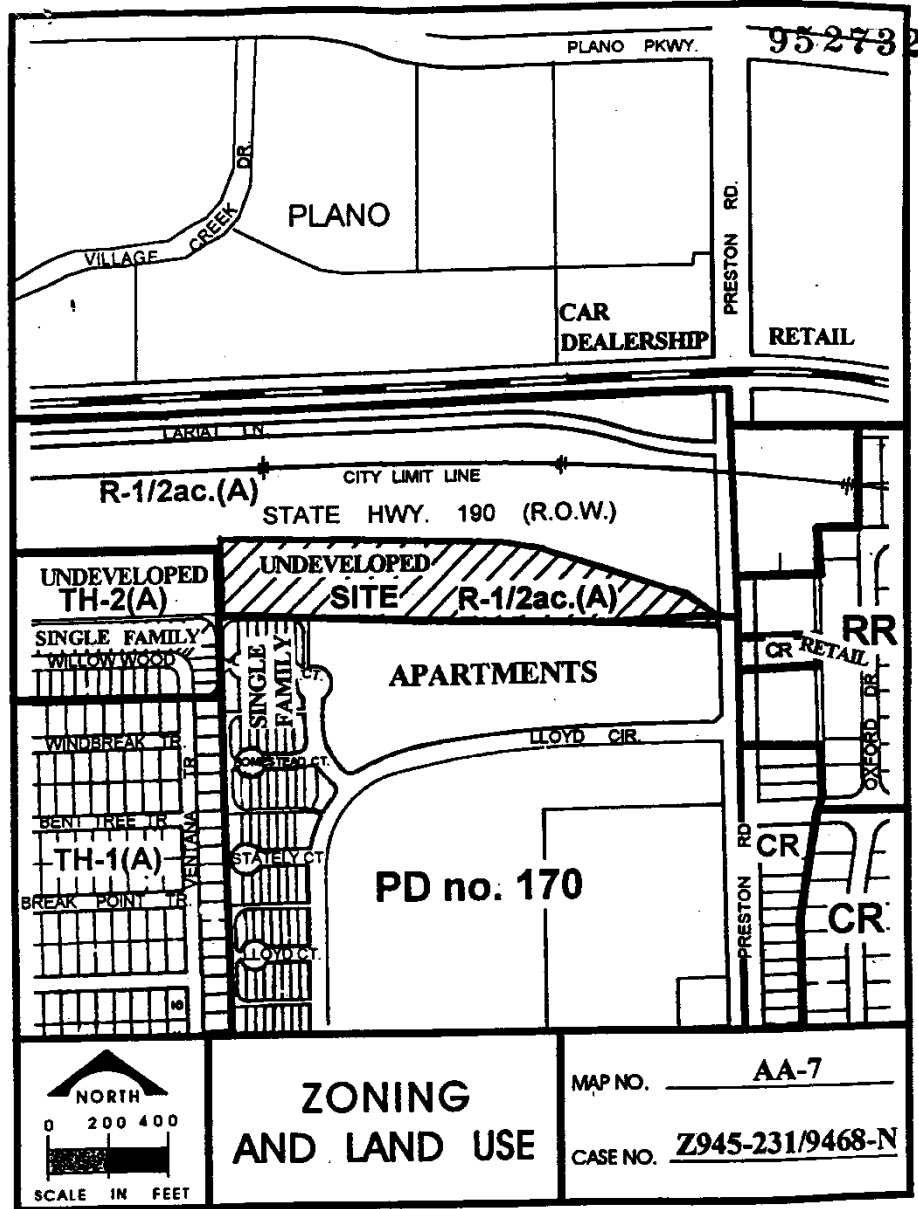 952732
PLANO PKWY.
DR.
CREEK
VILLAGE
PLANO
PRESTON RD.
CAR
DEALERSHIP
RETAIL
LARIAT LN.
CITY LIMIT LINE
R-1/2ac.(A)
STATE HWY. 190 (R.O.W.)
UNDEVELOPED
TH-2(A)
UNDEVELOPED
SITE R-1/2ac.(A)
SINGLE FAMILY
WILLOW WOOD
SINGLE
FAMILY
CT.
APARTMENTS
CR RETAIL
RR
OXFORD DR.
LLOYD CIR.
WINDBREAK TR.
HOMESTEAD CT.
BENT TREE TR.
VENTANA TR.
TH-1(A)
STATELY CT.
BREAK POINT TR.
LLOYD CT.
PD no. 170
PRESTON RD
CR
CR
NORTH
0 200 400
SCALE IN FEET
ZONING
AND LAND USE
MAP NO. AA-7
CASE NO. Z945-231/9468-N